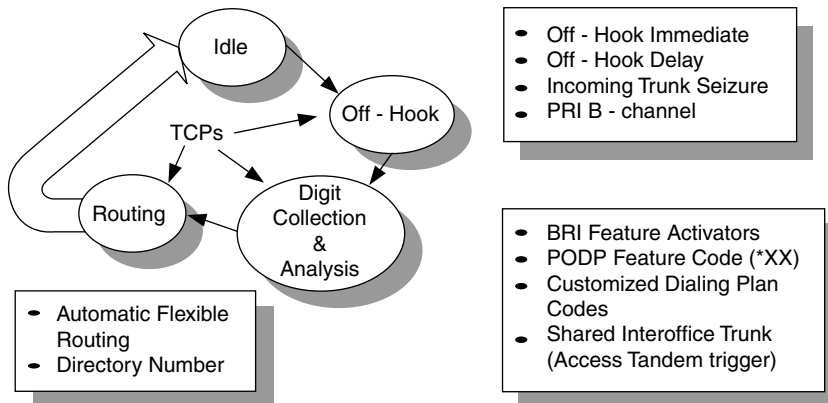 Idle
Off - Hook
TCPs
Routing
Digit
Collection
&
Analysis
• Off - Hook Immediate
• Off - Hook Delay
• Incoming Trunk Seizure
• PRI B - channel
• BRI Feature Activators
• PODP Feature Code (*XX)
• Customized Dialing Plan
Codes
• Shared Interoffice Trunk
(Access Tandem trigger)
• Automatic Flexible
Routing
• Directory Number